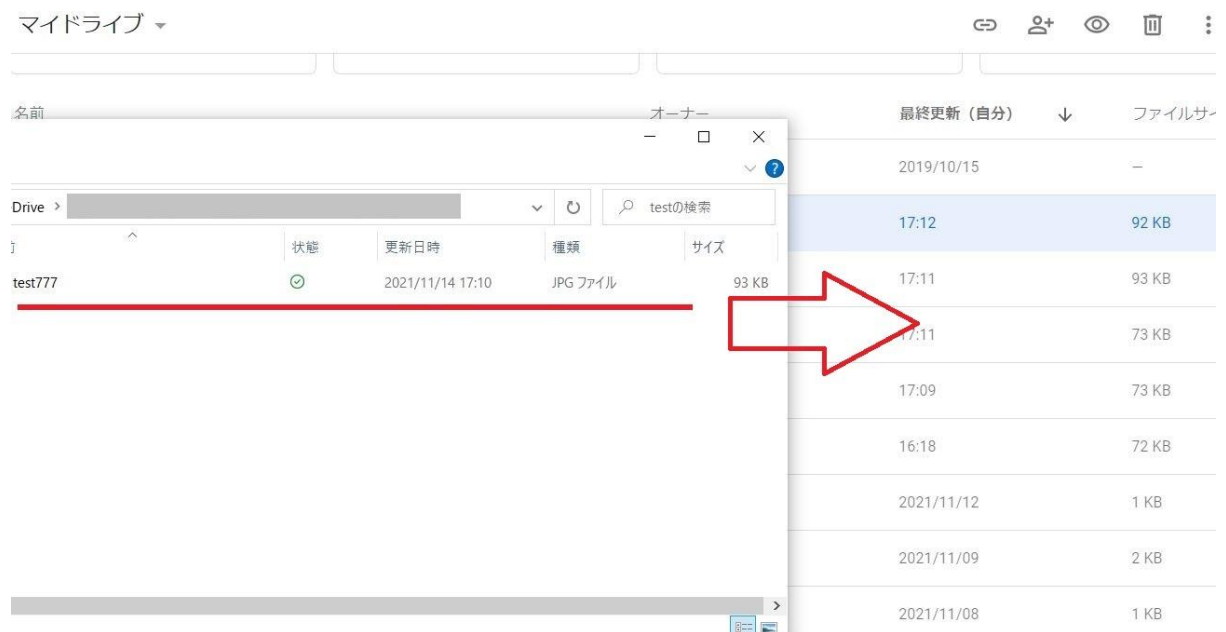 マイドライブ
名前 オーナー 最終更新（自分） ファイルサイ
2019/10/15 –
Drive testの検索
17:12 92 KB
状態 更新日時 種類 サイズ
test777 2021/11/14 17:10 JPG ファイル 93 KB
17:11 93 KB
17:11 73 KB
17:09 73 KB
16:18 72 KB
2021/11/12 1 KB
2021/11/09 2 KB
2021/11/08 1 KB